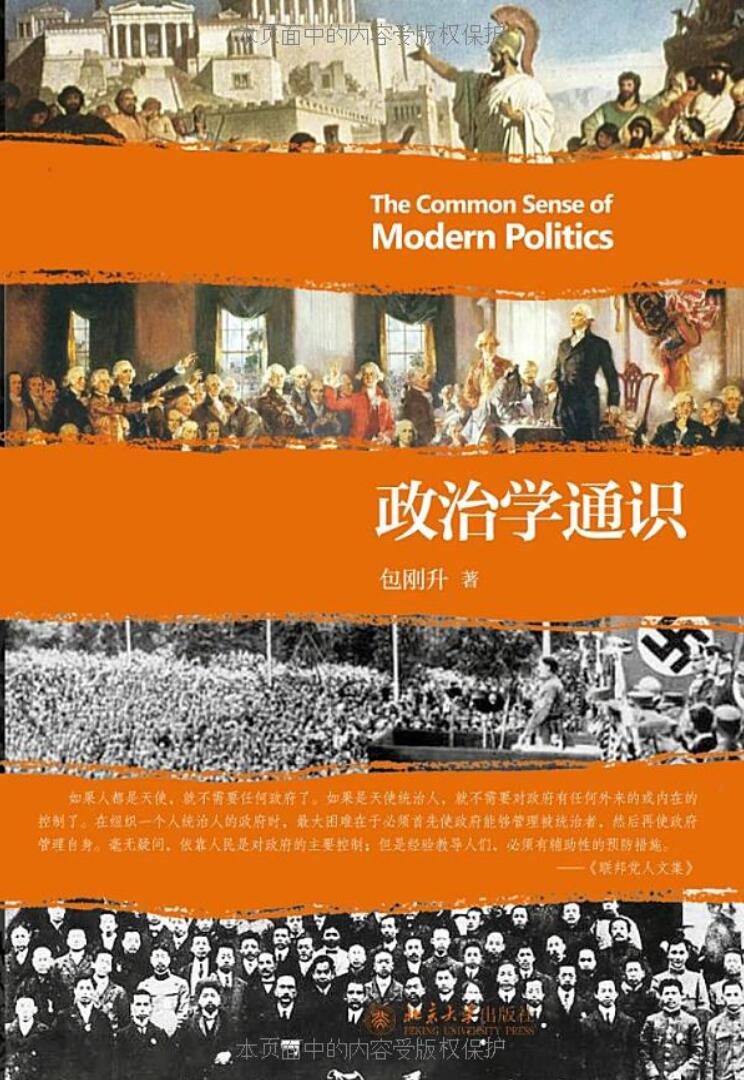 本页面中的内容受版权保护
The Common Sense of
Modern Politics
政治学通识
包刚升 著
如果人都是天使，就不需要任何政府了。如果是天使统治人，就不需要对政府有任何外来的或内在的
控制了。在组织一个人统治人的政府时，最大困难在于必须首先使政府能够管理被统治者，然后再使政府
管理自身。毫无疑问，依靠人民是对政府的主要控制；但是经验教导人们，必须有辅助性的预防措施。
——《联邦党人文集》
北京大学出版社
PEKING UNIVERSITY PRESS
本页面中的内容受版权保护